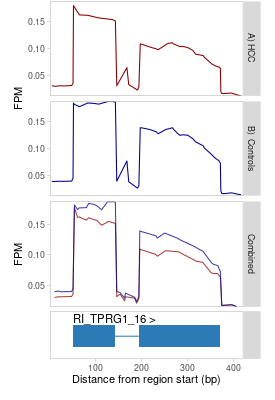 0.15
0.10
0.05
A) HCC
FPM
0.15
0.10
0.05
B) Controls
0.15
0.10
0.05
FPM
Combined
RI_TPRG1_16 >
100 200 300 400
Distance from region start (bp)